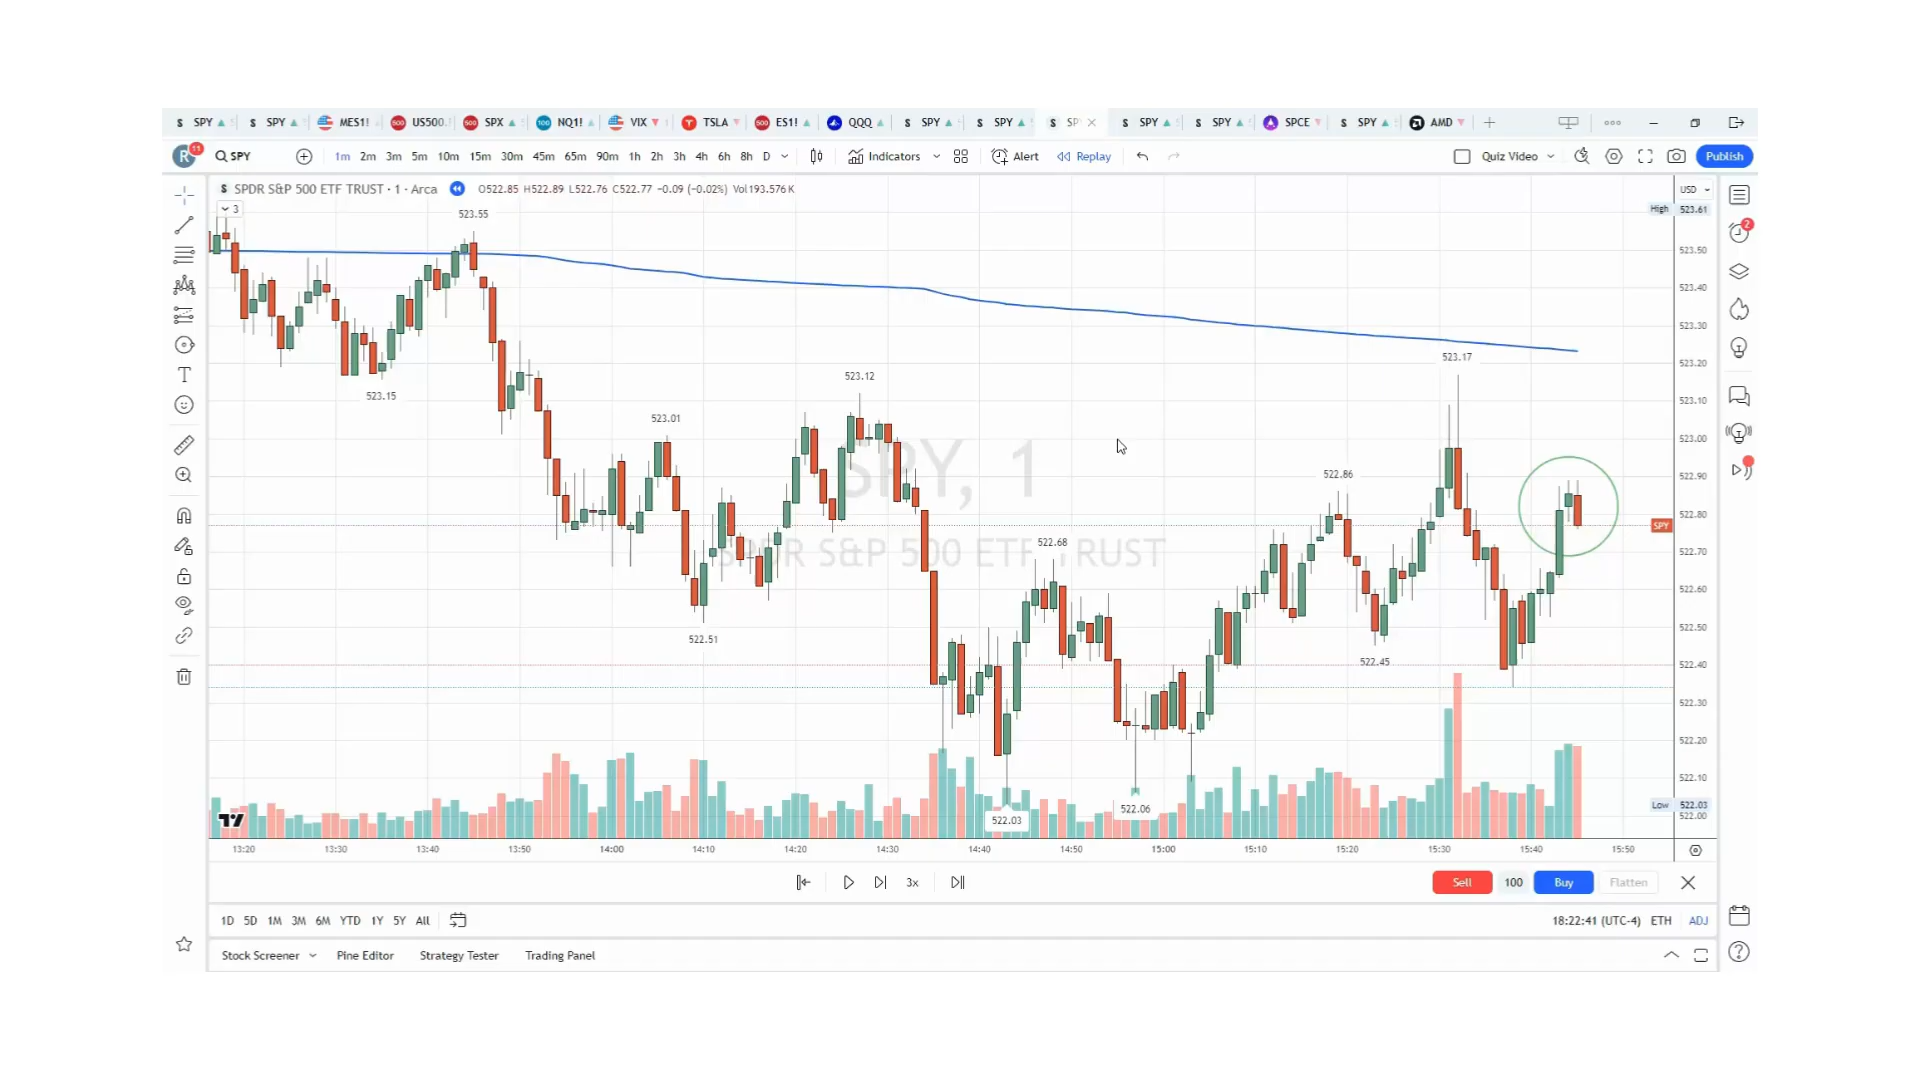 S SPY S SPY MES1! 500 US500. 500 SPX 100 NQ1! VIX T TSLA 500 ES1! QQQ S SPY S SPY S SP S SPY S SPY SPCE S SPY AMD
R 11 SPY 1m 2m 3m 5m 10m 15m 30m 45m 65m 90m 1h 2h 3h 4h 6h 8h D Indicators Alert Replay Quiz Video Publish
S SPDR S&P 500 ETF TRUST · 1 · Arca O522.85 H522.89 L522.76 C522.77 −0.09 (−0.02%) Vol193.576 K USD
3
High 523.61
2
523.55
523.50
523.40
523.30
523.20
523.17
523.12
523.15
523.10
523.01
523.00
SPY, 1
522.90
522.86
522.80
SPY
522.70
522.68
SPDR S&P 500 ETF TRUST
522.60
522.51
522.50
522.45
522.40
522.30
522.20
522.10
Low 522.03
522.06
522.03
522.00
13:20 13:30 13:40 13:50 14:00 14:10 14:20 14:30 14:40 14:50 15:00 15:10 15:20 15:30 15:40 15:50
3x Sell 100 Buy Flatten
1D 5D 1M 3M 6M YTD 1Y 5Y All 18:22:41 (UTC-4) ETH ADJ
Stock Screener Pine Editor Strategy Tester Trading Panel